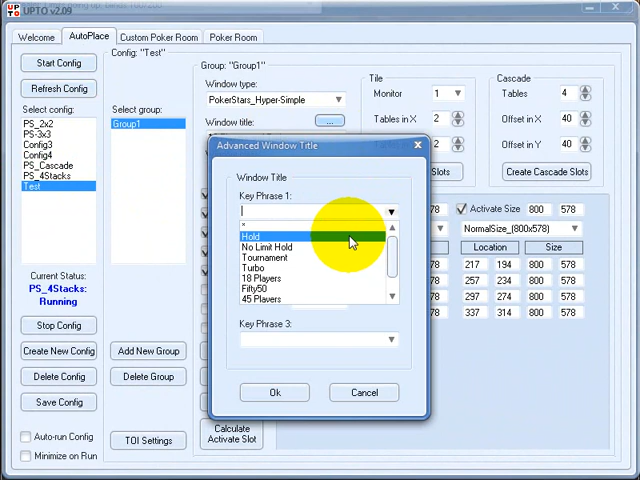 UPTO v2.09
Welcome
AutoPlace
Custom Poker Room
Poker Room
Start Config
Refresh Config
Select config:
PS_2x2
PS-3x3
Config3
Config4
PS_Cascade
PS_4Stacks
Test
Current Status:
PS_4Stacks:
Running
Stop Config
Create New Config
Delete Config
Save Config
Auto-run Config
Minimize on Run
Config: "Test"
Select group:
Group1
Add New Group
Delete Group
TOI Settings
Group: "Group1"
Window type:
PokerStars_Hyper-Simple
Window title:
...
Tile
Monitor
1
Tables in X
2
Tables in Y
2
Slots
Cascade
Tables
4
Offset in X
40
Offset in Y
40
Create Cascade Slots
Activate Size
800
578
NormalSize_(800x578)
Location
Size
217 194 800 578
257 234 800 578
297 274 800 578
337 314 800 578
Calculate
Activate Slot
Advanced Window Title
Window Title
Key Phrase 1:
*
Hold
No Limit Hold
Tournament
Turbo
18 Players
Fifty50
45 Players
Key Phrase 3:
Ok
Cancel